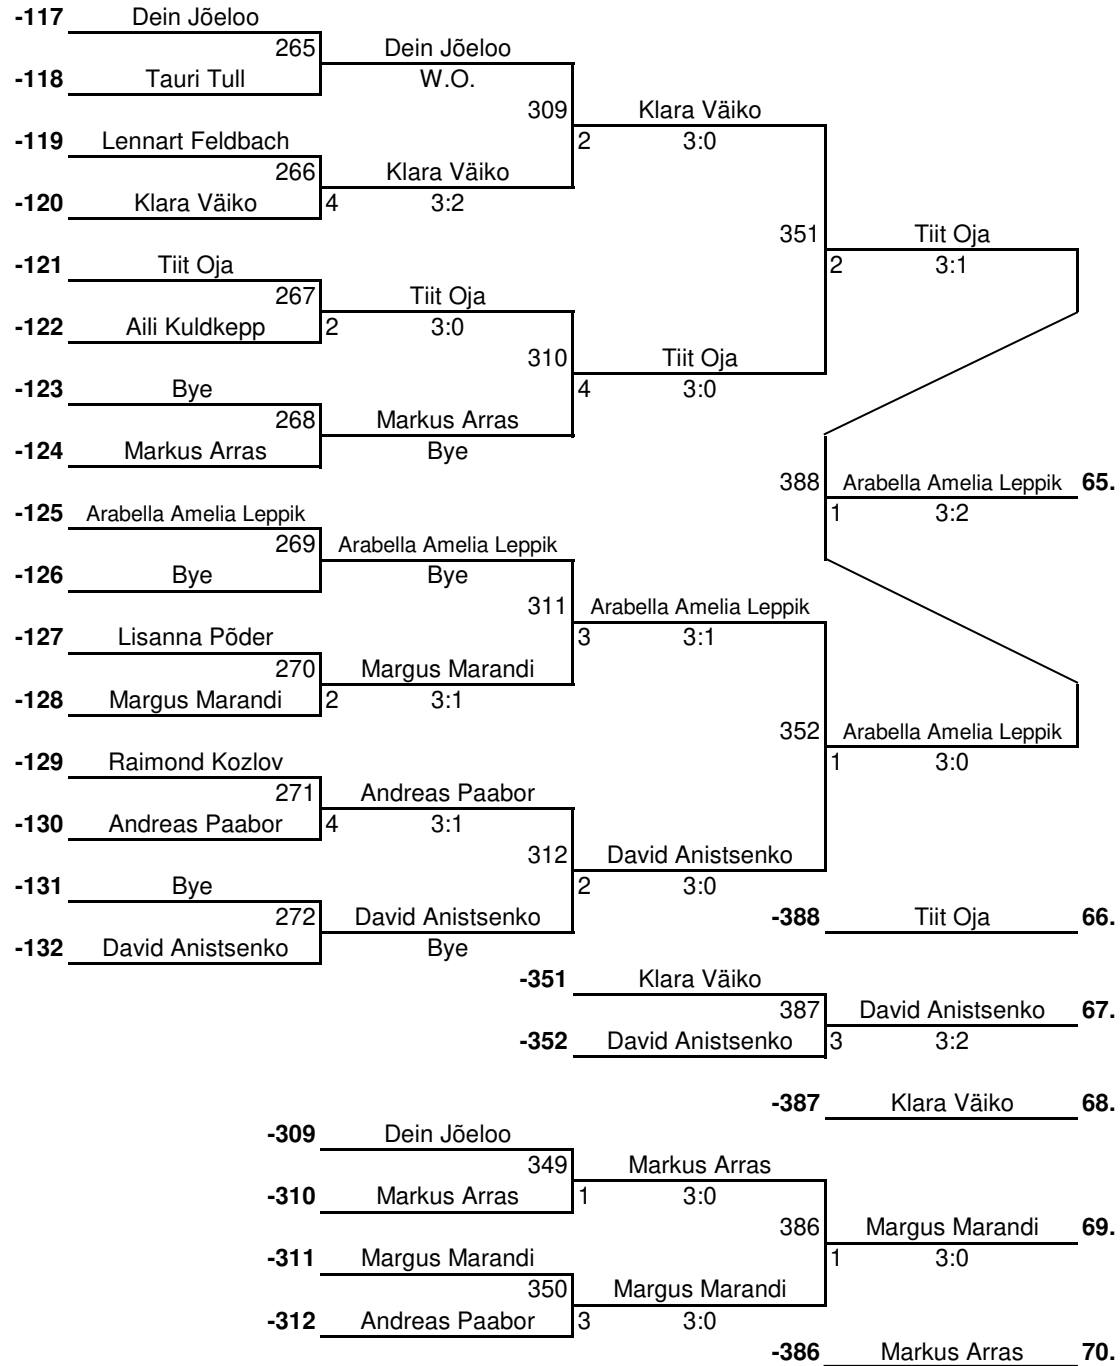 -117 Dein Jõeloo
265 Dein Jõeloo
-118 Tauri Tull W.O.
309 Klara Väiko
-119 Lennart Feldbach 2 3:0
266 Klara Väiko
-120 Klara Väiko 4 3:2
351 Tiit Oja
-121 Tiit Oja 2 3:1
267 Tiit Oja
-122 Aili Kuldkepp 2 3:0
310 Tiit Oja
-123 Bye 4 3:0
268 Markus Arras
-124 Markus Arras Bye
388 Arabella Amelia Leppik 65.
-125 Arabella Amelia Leppik 1 3:2
269 Arabella Amelia Leppik
-126 Bye Bye
311 Arabella Amelia Leppik
-127 Lisanna Põder 3 3:1
270 Margus Marandi
-128 Margus Marandi 2 3:1
352 Arabella Amelia Leppik
-129 Raimond Kozlov 1 3:0
271 Andreas Paabor
-130 Andreas Paabor 4 3:1
312 David Anistsenko
-131 Bye 2 3:0
272 David Anistsenko -388 Tiit Oja 66.
-132 David Anistsenko Bye
-351 Klara Väiko
387 David Anistsenko 67.
-352 David Anistsenko 3 3:2
-387 Klara Väiko 68.
-309 Dein Jõeloo
349 Markus Arras
-310 Markus Arras 1 3:0
386 Margus Marandi 69.
-311 Margus Marandi 1 3:0
350 Margus Marandi
-312 Andreas Paabor 3 3:0
-386 Markus Arras 70.